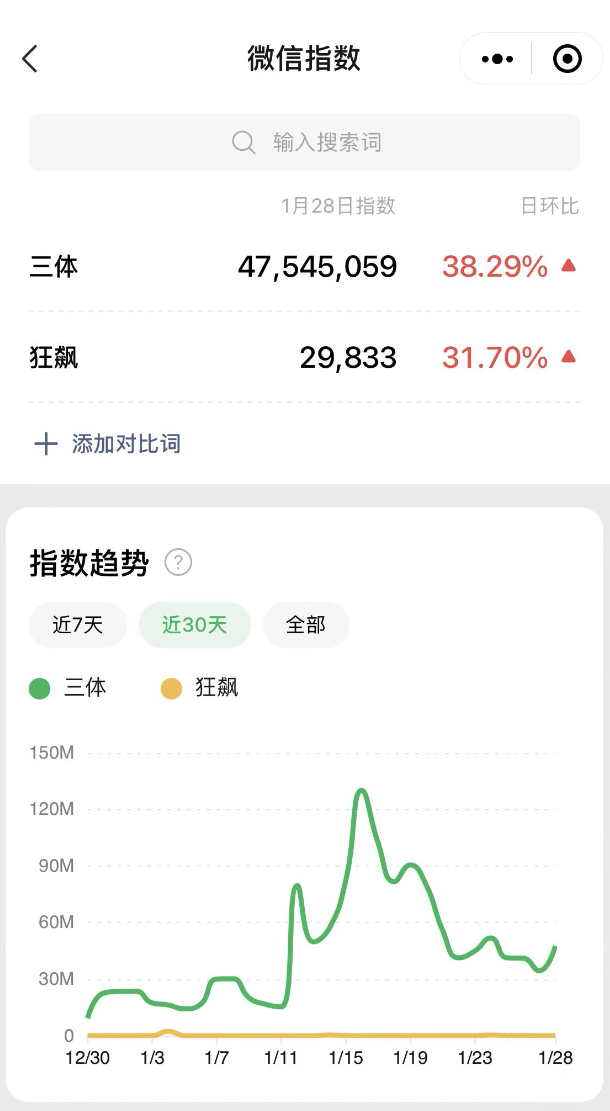 微信指数
输入搜索词
1月28日指数 日环比
三体 47,545,059 38.29%
狂飙 29,833 31.70%
添加对比词
指数趋势 ?
近7天 近30天 全部
三体 狂飙
150M
120M
90M
60M
30M
0
12/30 1/3 1/7 1/11 1/15 1/19 1/23 1/28